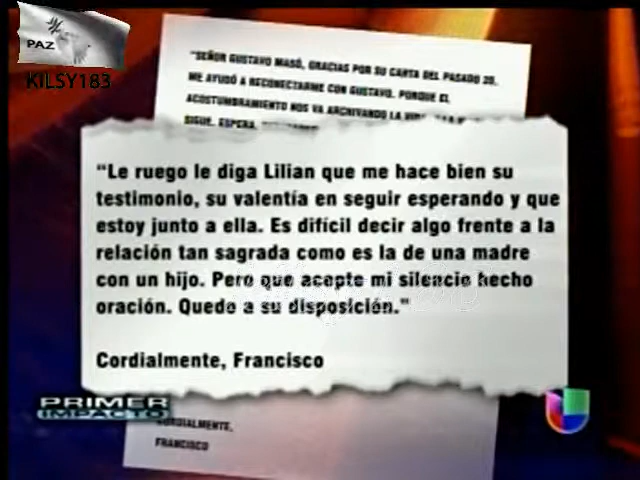 PAZ
KILSY183
"SEÑOR GUSTAVO MASÓ, GRACIAS POR SU CARTA DEL PASADO 20.
ME AYUDÓ A RECONECTARME CON GUSTAVO. PORQUE EL
ACOSTUMBRAMIENTO NOS VA ARCHIVANDO LA
SIGUE, ESPERA.
"Le ruego le diga Lilian que me hace bien su
testimonio, su valentía en seguir esperando y que
estoy junto a ella. Es difícil decir algo frente a la
relación tan sagrada como es la de una madre
con un hijo. Pero que acepte mi silencio hecho
oración. Quedo a su disposición."
Cordialmente, Francisco
PRIMER
IMPACTO
CORDIALMENTE,
FRANCISCO